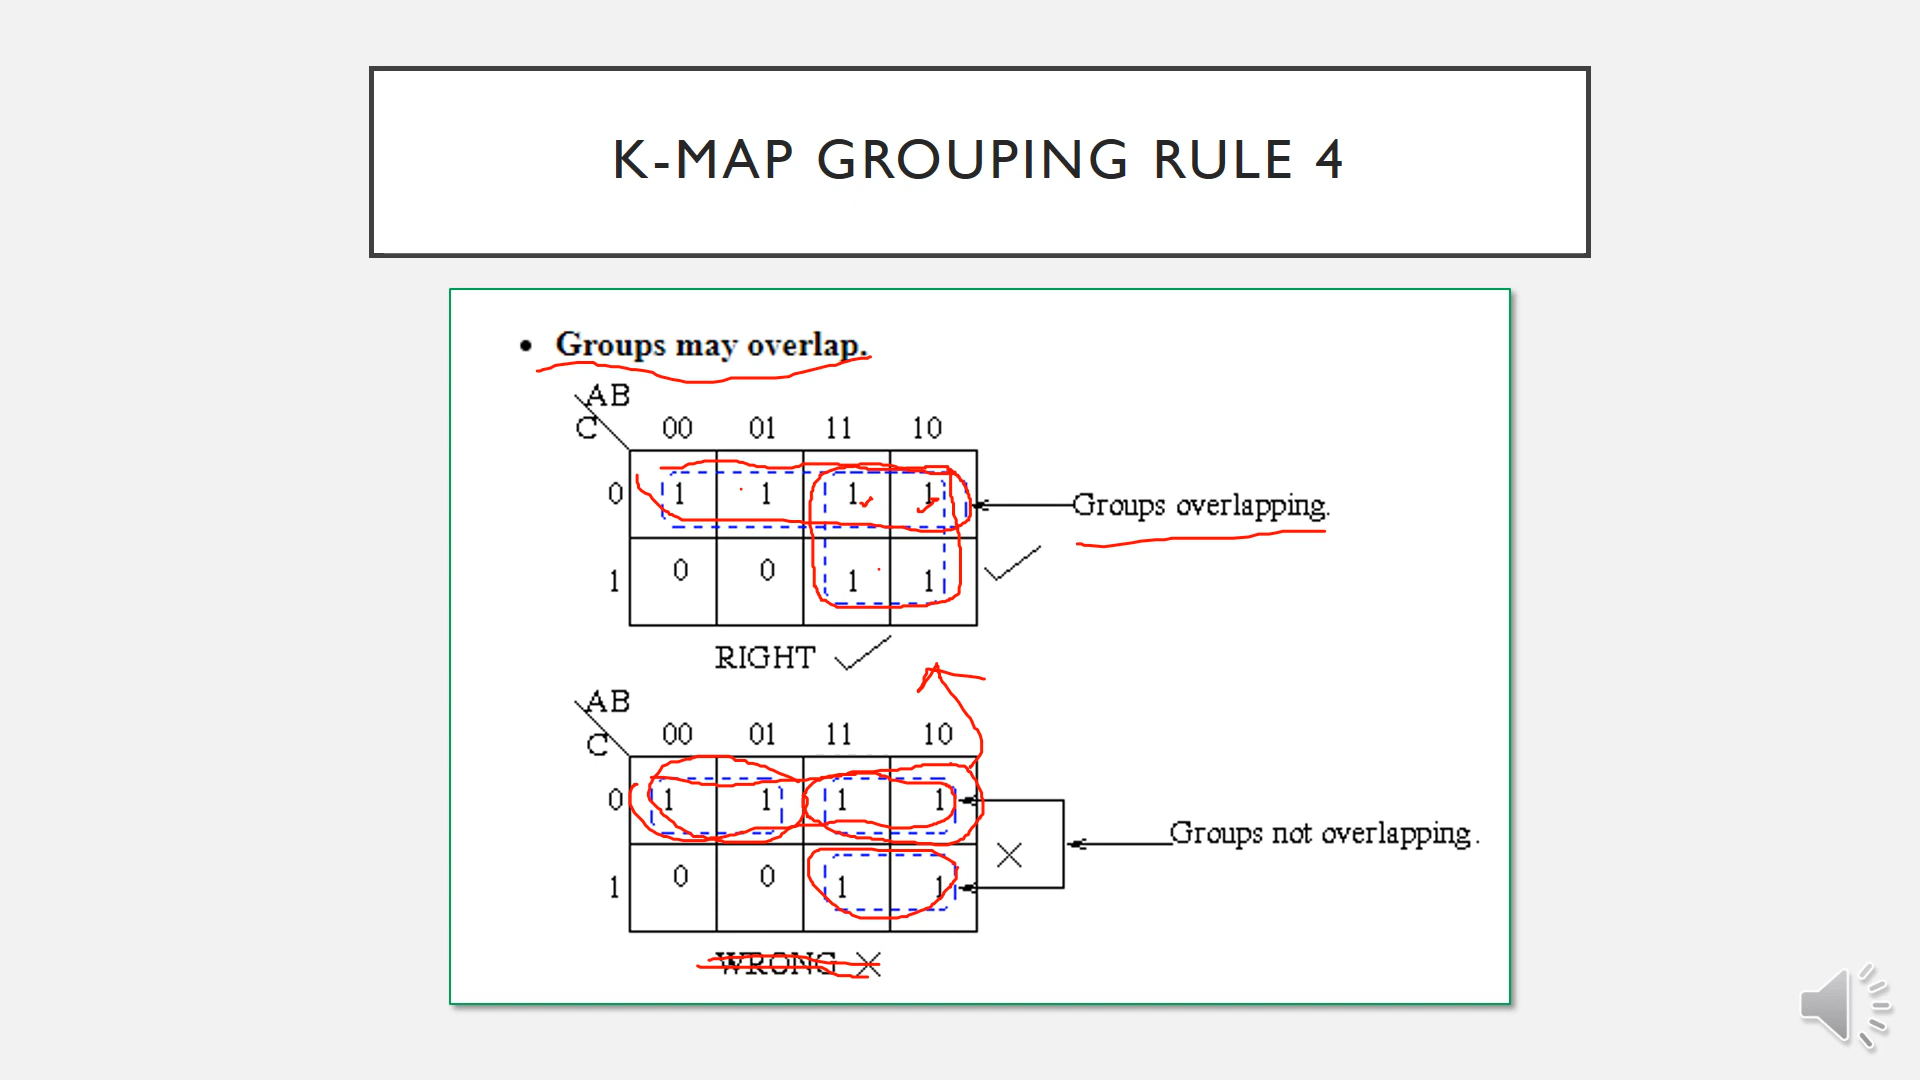 K-MAP GROUPING RULE 4
• Groups may overlap.
AB
C 00 01 11 10
0 1 1 1 1 Groups overlapping.
1 0 0 1 1
RIGHT
AB
C 00 01 11 10
0 1 1 1 1
Groups not overlapping.
1 0 0 1 1
WRONG